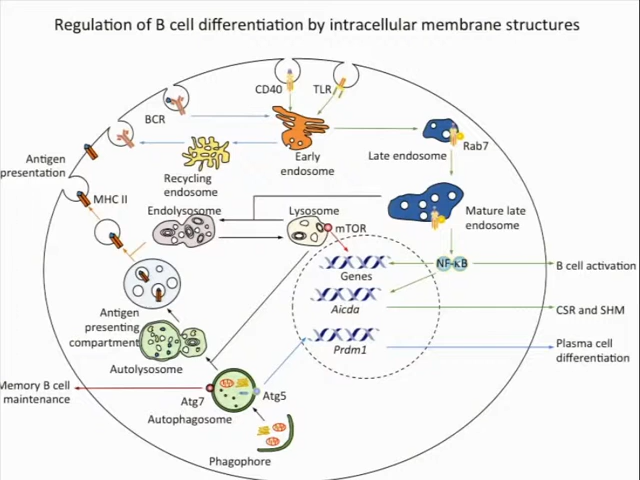 Regulation of B cell differentiation by intracellular membrane structures
CD40
TLR
BCR
Rab7
Early
endosome
Late endosome
Antigen
presentation
Recycling
endosome
MHC II
Endolysosome
Lysosome
mTOR
Mature late
endosome
NF-κB
Genes
B cell activation
Aicda
CSR and SHM
Antigen
presenting
compartment
Prdm1
Plasma cell
differentiation
Autolysosome
Memory B cell
maintenance
Atg7
Atg5
Autophagosome
Phagophore